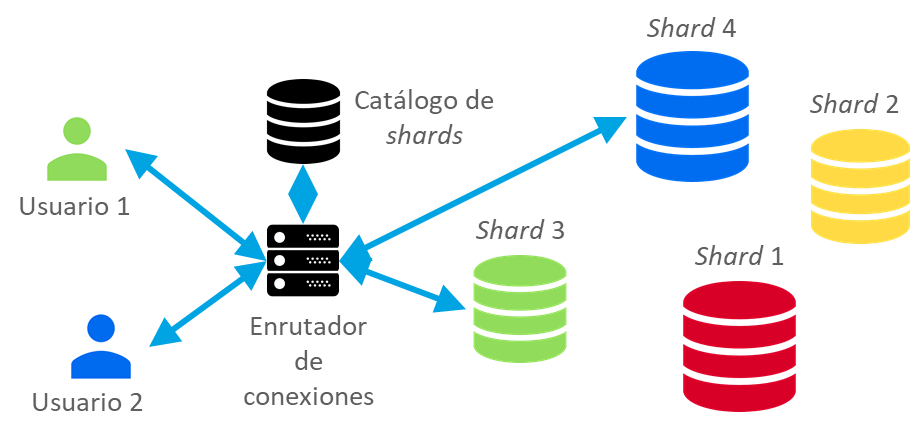 Shard 4
Catálogo de
shards
Shard 2
Usuario 1
Shard 3
Shard 1
Enrutador
de
conexiones
Usuario 2